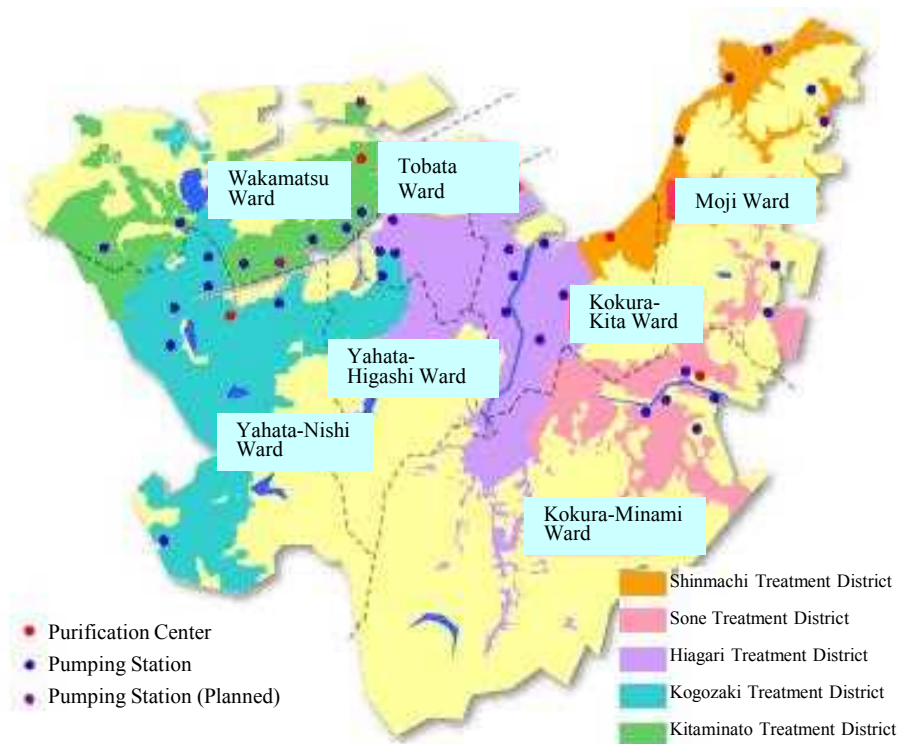 Wakamatsu
Ward
Tobata
Ward
Moji Ward
Kokura-
Kita Ward
Yahata-
Higashi Ward
Yahata-Nishi
Ward
Kokura-Minami
Ward
Purification Center
Pumping Station
Pumping Station (Planned)
Shinmachi Treatment District
Sone Treatment District
Hiagari Treatment District
Kogozaki Treatment District
Kitaminato Treatment District